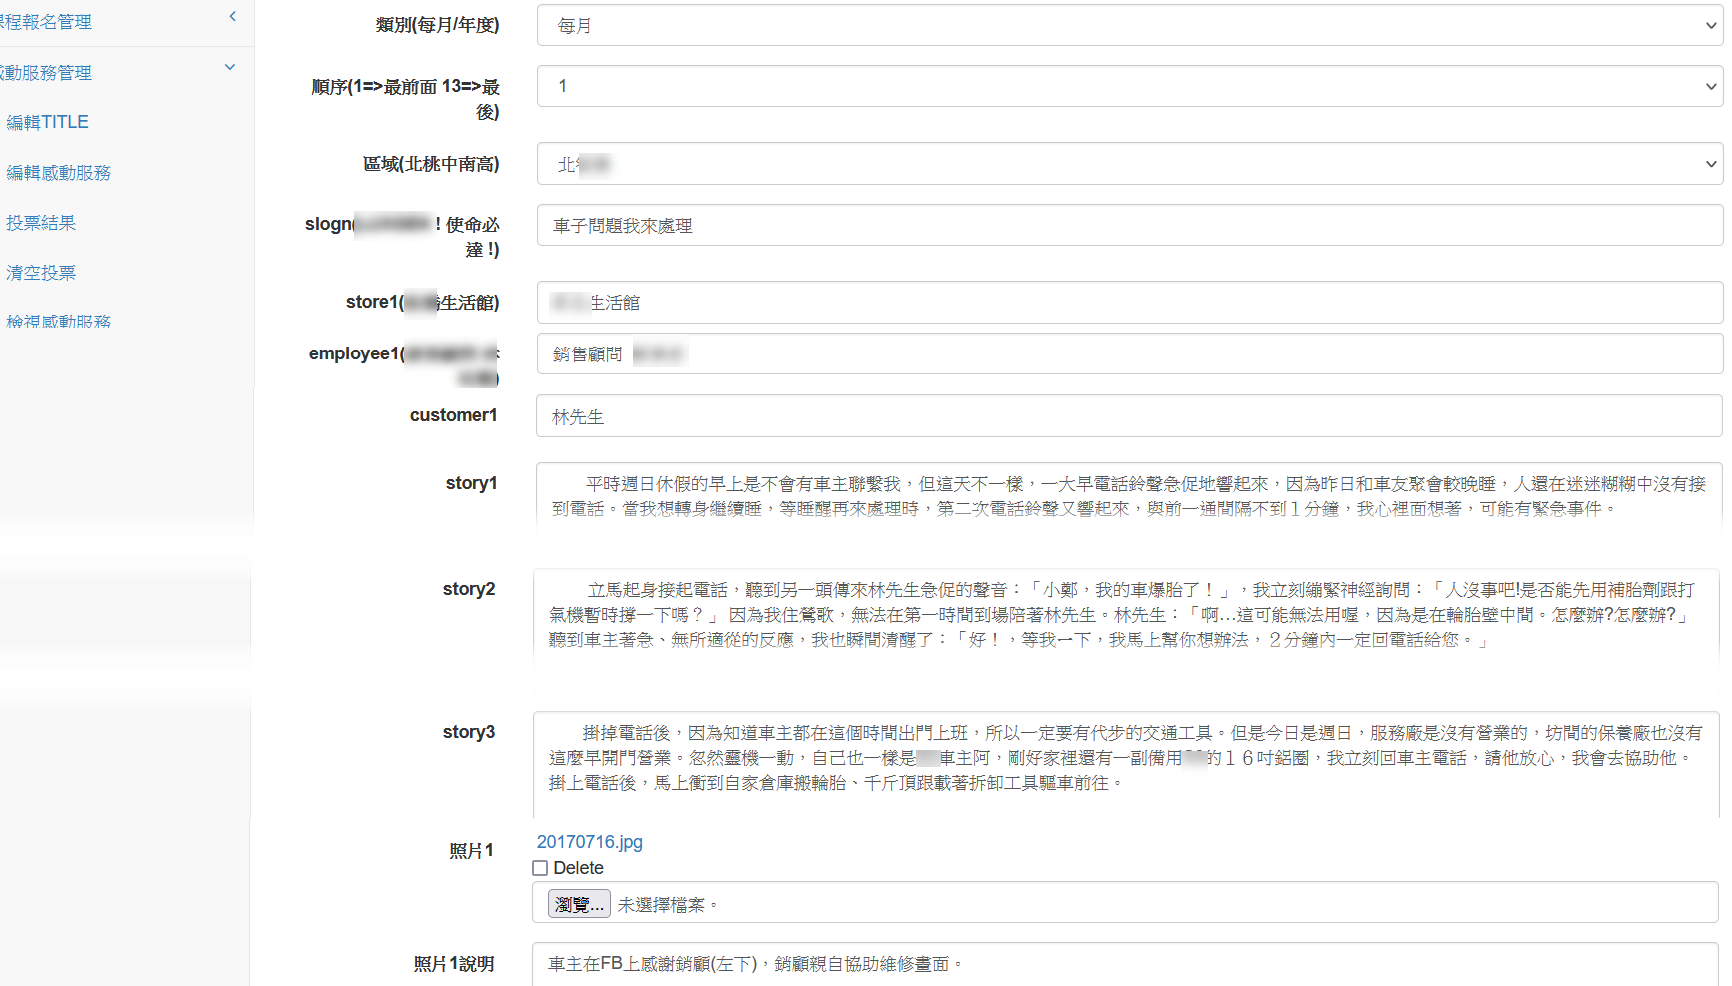 程報名管理
動服務管理
編輯TITLE
編輯感動服務
投票結果
清空投票
檢視感動服務
類別(每月/年度)
每月
順序(1=>最前面 13=>最
後)
1
區域(北桃中南高)
北
slogn(
! 使命必
達 !)
車子問題我來處理
store1(
生活館)
生活館
employee1(
)
銷售顧問
customer1
林先生
story1
平時週日休假的早上是不會有車主聯繫我，但這天不一樣，一大早電話鈴聲急促地響起來，因為昨日和車友聚會較晚睡，人還在迷迷糊糊中沒有接
到電話。當我想轉身繼續睡，等睡醒再來處理時，第二次電話鈴聲又響起來，與前一通間隔不到１分鐘，我心裡面想著，可能有緊急事件。
story2
立馬起身接起電話，聽到另一頭傳來林先生急促的聲音：「小鄭，我的車爆胎了！」，我立刻繃緊神經詢問：「人沒事吧!是否能先用補胎劑跟打
氣機暫時撐一下嗎？」 因為我住鶯歌，無法在第一時間到場陪著林先生。林先生：「啊...這可能無法用喔，因為是在輪胎壁中間。怎麼辦?怎麼辦?」
聽到車主著急、無所適從的反應，我也瞬間清醒了：「好！，等我一下，我馬上幫你想辦法，２分鐘內一定回電話給您。」
story3
掛掉電話後，因為知道車主都在這個時間出門上班，所以一定要有代步的交通工具。但是今日是週日，服務廠是沒有營業的，坊間的保養廠也沒有
這麼早開門營業。忽然靈機一動，自己也一樣是
車主阿，剛好家裡還有一副備用
的１６吋鋁圈，我立刻回車主電話，請他放心，我會去協助他。
掛上電話後，馬上衝到自家倉庫搬輪胎、千斤頂跟載著拆卸工具驅車前往。
照片1
20170716.jpg
Delete
瀏覽...
未選擇檔案。
照片1說明
車主在FB上感謝銷顧(左下)，銷顧親自協助維修畫面。